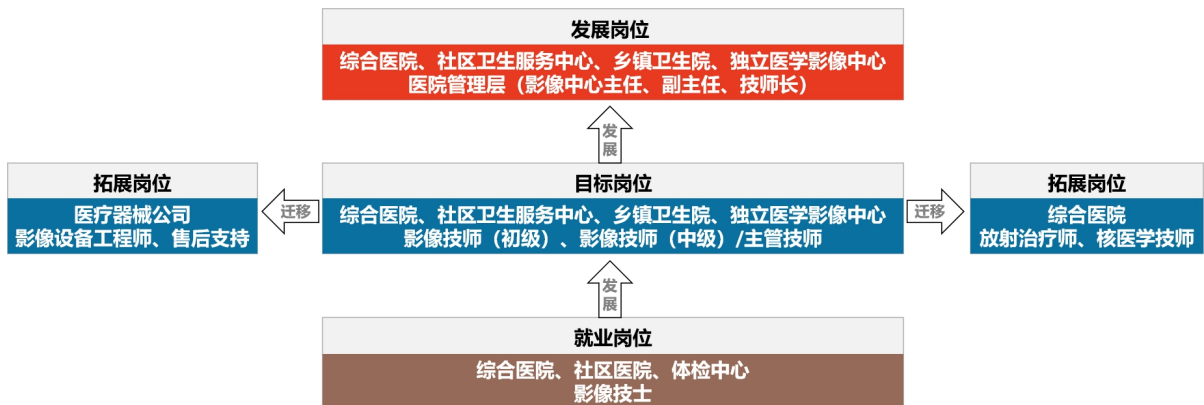 发展岗位
综合医院、社区卫生服务中心、乡镇卫生院、独立医学影像中心
医院管理层（影像中心主任、副主任、技师长）
发展
拓展岗位
医疗器械公司
影像设备工程师、售后支持
迁移
目标岗位
综合医院、社区卫生服务中心、乡镇卫生院、独立医学影像中心
影像技师（初级）、影像技师（中级）/主管技师
迁移
拓展岗位
综合医院
放射治疗师、核医学技师
发展
就业岗位
综合医院、社区医院、体检中心
影像技士